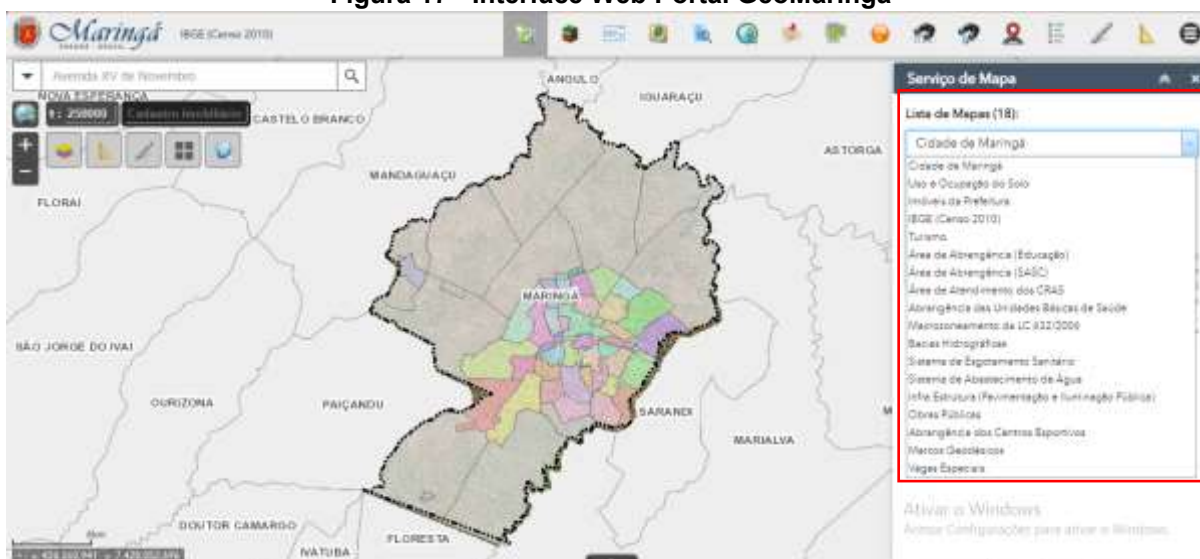 Figura 17 - Interface Web Portal GeoMaringá
Maringá
IBGE (Censo 2010)
Avenida XV de Novembro
1: 250000
Cadastro Imobiliário
NOVA ESPERANÇA
CASTELO BRANCO
ANGULO
IGUARAÇU
ASTORGA
MANDAGUAÇU
FLORAI
MARINGÁ
SÃO JORGE DO IVAI
OURIZONA
PAIÇANDU
SARANDI
MARIALVA
DOUTOR CAMARGO
IVATUBA
FLORESTA
Serviço de Mapa
Lista de Mapas (18):
Cidade de Maringá
Cidade de Maringá
Uso e Ocupação do Solo
Imóveis da Prefeitura
IBGE (Censo 2010)
Turismo
Área de Abrangência (Educação)
Área de Abrangência (SASC)
Área de Atendimento dos CRAS
Abrangência das Unidades Básicas de Saúde
Macrozoneamento da LC 632/2006
Bacias Hidrográficas
Sistema de Esgotamento Sanitário
Sistema de Abastecimento de Água
Infra Estrutura (Pavimentação e Iluminação Pública)
Obras Públicas
Abrangência dos Centros Esportivos
Marcos Geodésicos
Vagas Especiais
Ativar o Windows
Acesse Configurações para ativar o Windows.